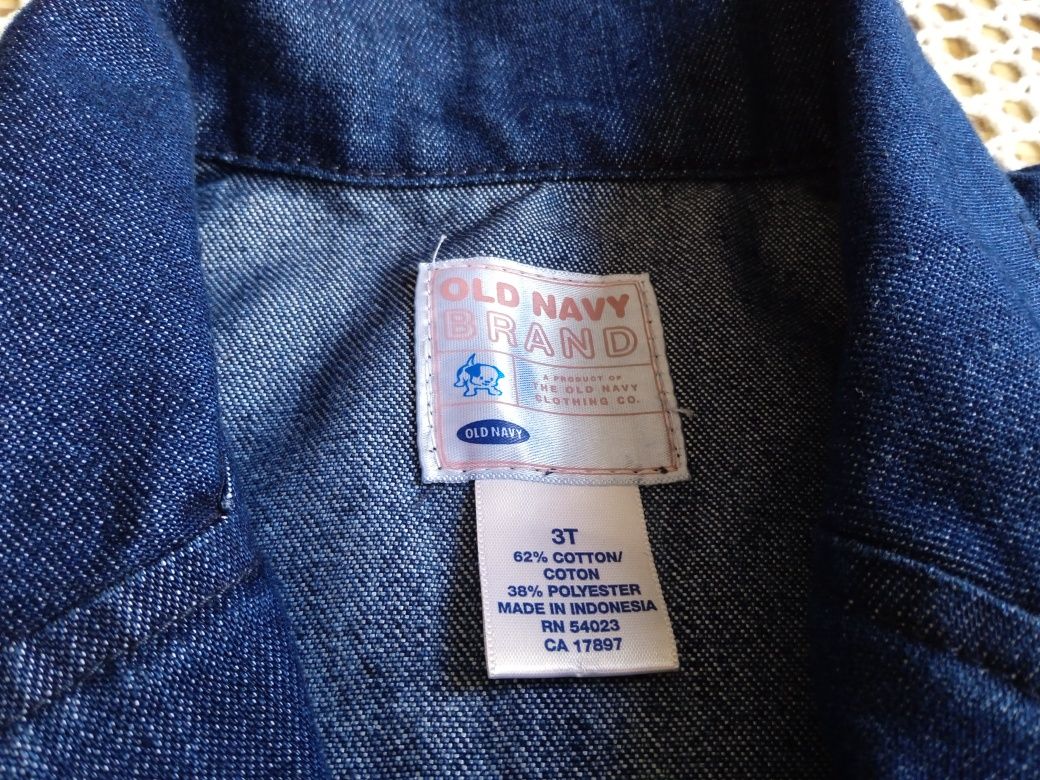 OLD NAVY
BRAND
A PRODUCT OF
THE OLD NAVY
CLOTHING CO.
OLD NAVY
3T
62% COTTON/
COTON
38% POLYESTER
MADE IN INDONESIA
RN 54023
CA 17897